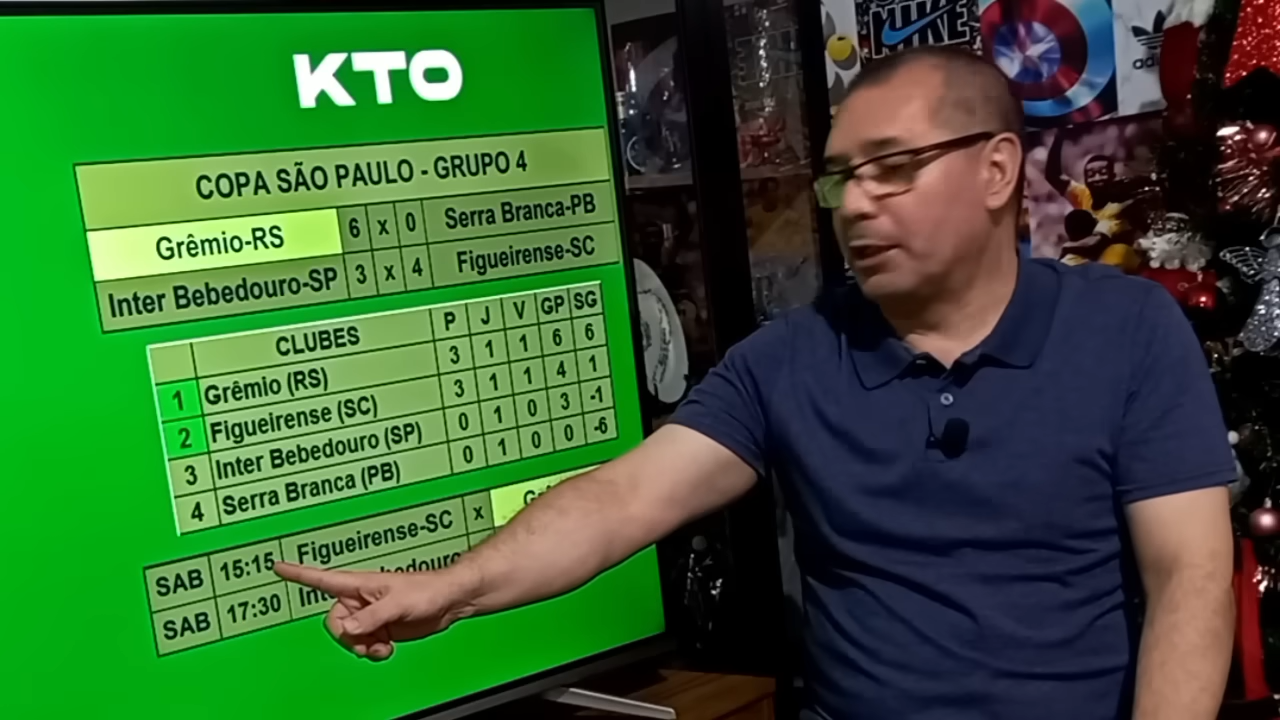 KTO
COPA SÃO PAULO - GRUPO 4
Grêmio-RS 6 x 0 Serra Branca-PB
Inter Bebedouro-SP 3 x 4 Figueirense-SC
CLUBES P J V GP SG
1 Grêmio (RS) 3 1 1 6 6
2 Figueirense (SC) 3 1 1 4 1
3 Inter Bebedouro (SP) 0 1 0 3 -1
4 Serra Branca (PB) 0 1 0 0 -6
SAB 15:15 Figueirense-SC x
SAB 17:30
NIKE